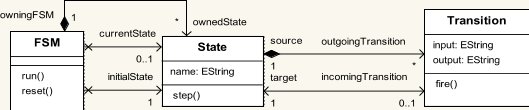 owningFSM 1 * ownedState
FSM
run()
reset()
currentState
0..1
initialState
1
State
name: EString
step()
source outgoingTransition
1 *
target incomingTransition
1 0..1
Transition
input: EString
output: EString
fire()